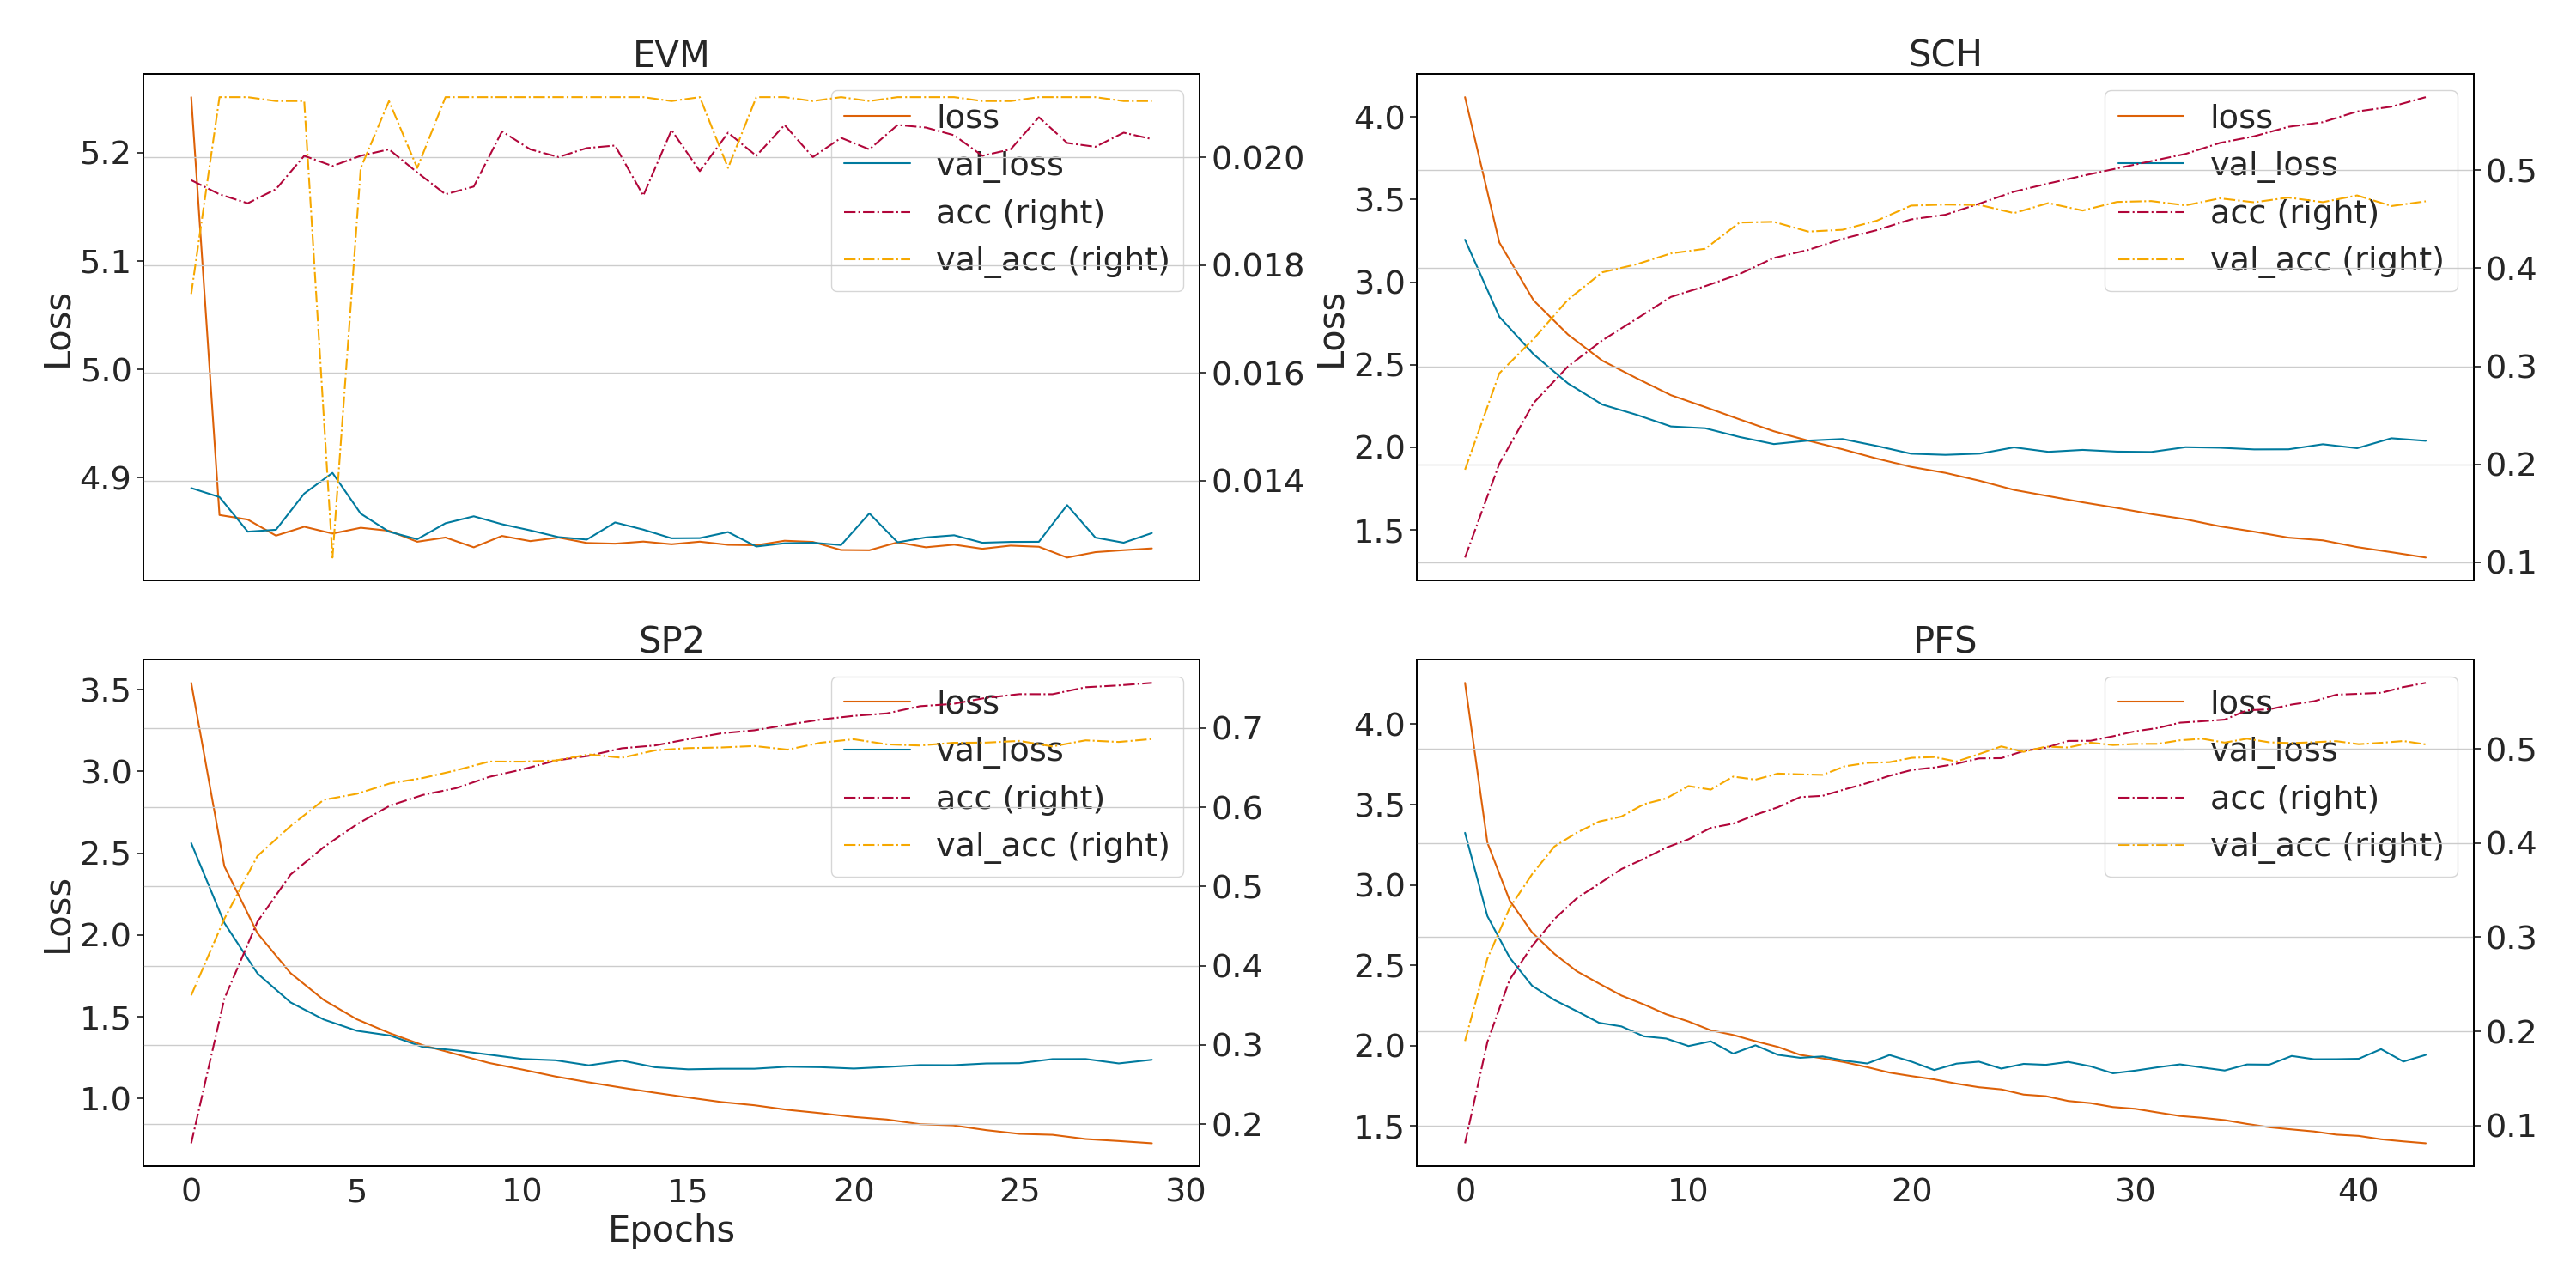 EVM
5.2
5.1
5.0
4.9
Loss
0.020
0.018
0.016
0.014
loss
val_loss
acc (right)
val_acc (right)
SCH
4.0
3.5
3.0
2.5
2.0
1.5
Loss
0.5
0.4
0.3
0.2
0.1
loss
val_loss
acc (right)
val_acc (right)
SP2
3.5
3.0
2.5
2.0
1.5
1.0
Loss
0.7
0.6
0.5
0.4
0.3
0.2
loss
val_loss
acc (right)
val_acc (right)
0 5 10 15 20 25 30
Epochs
PFS
4.0
3.5
3.0
2.5
2.0
1.5
0.5
0.4
0.3
0.2
0.1
loss
val_loss
acc (right)
val_acc (right)
0 10 20 30 40